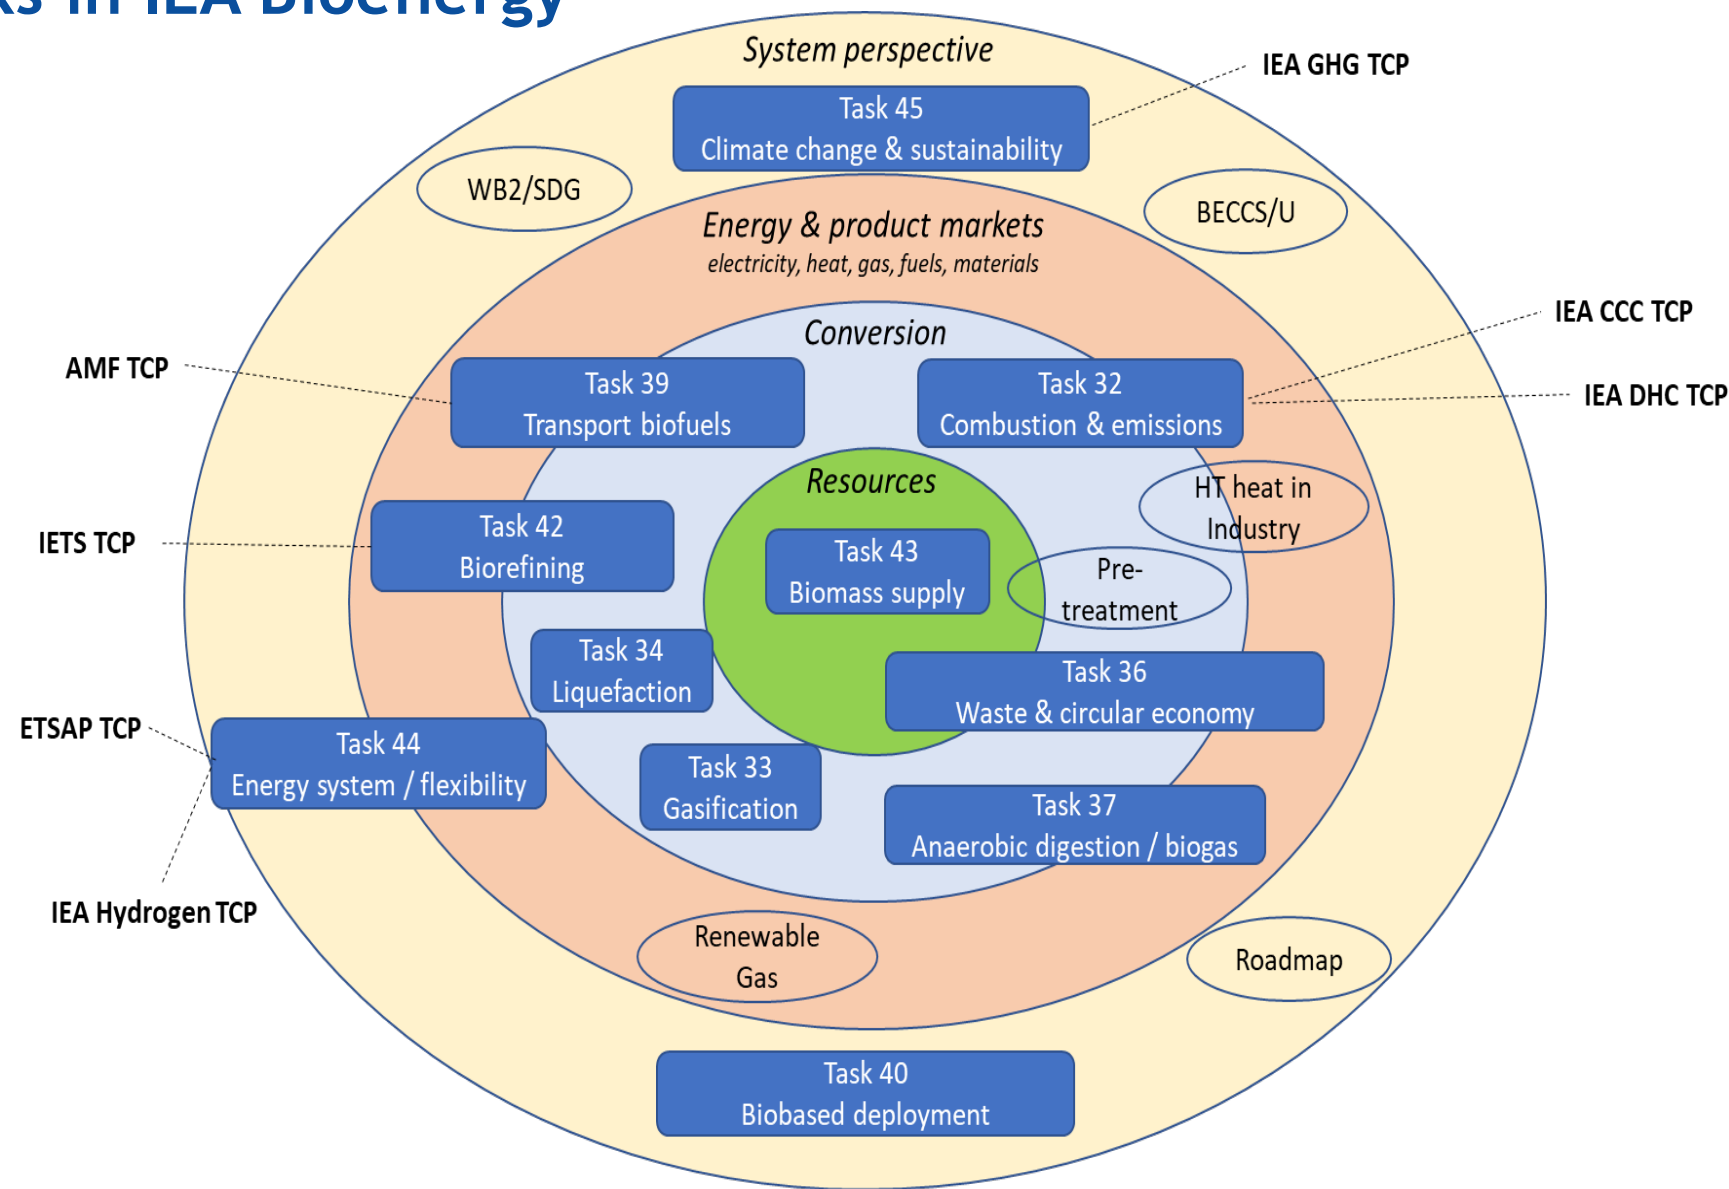 in IEA Bioenergy
System perspective
IEA GHG TCP
Task 45
Climate change & sustainability
WB2/SDG
BECCS/U
Energy & product markets
electricity, heat, gas, fuels, materials
IEA CCC TCP
Conversion
AMF TCP
Task 39
Transport biofuels
Task 32
Combustion & emissions
IEA DHC TCP
Resources
HT heat in
Industry
Task 42
Biorefining
IETS TCP
Task 43
Biomass supply
Pre-
treatment
Task 34
Liquefaction
Task 36
Waste & circular economy
ETSAP TCP
Task 44
Energy system / flexibility
Task 33
Gasification
Task 37
Anaerobic digestion / biogas
IEA Hydrogen TCP
Renewable
Gas
Roadmap
Task 40
Biobased deployment